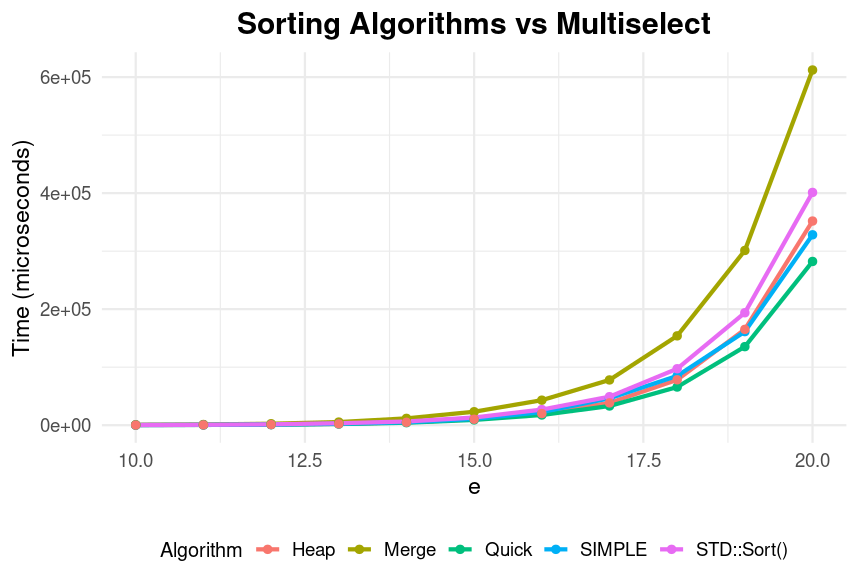 Sorting Algorithms vs Multiselect
Time (microseconds)
6e+05
4e+05
2e+05
0e+00
10.0 12.5 15.0 17.5 20.0
e
Algorithm Heap Merge Quick SIMPLE STD::Sort()